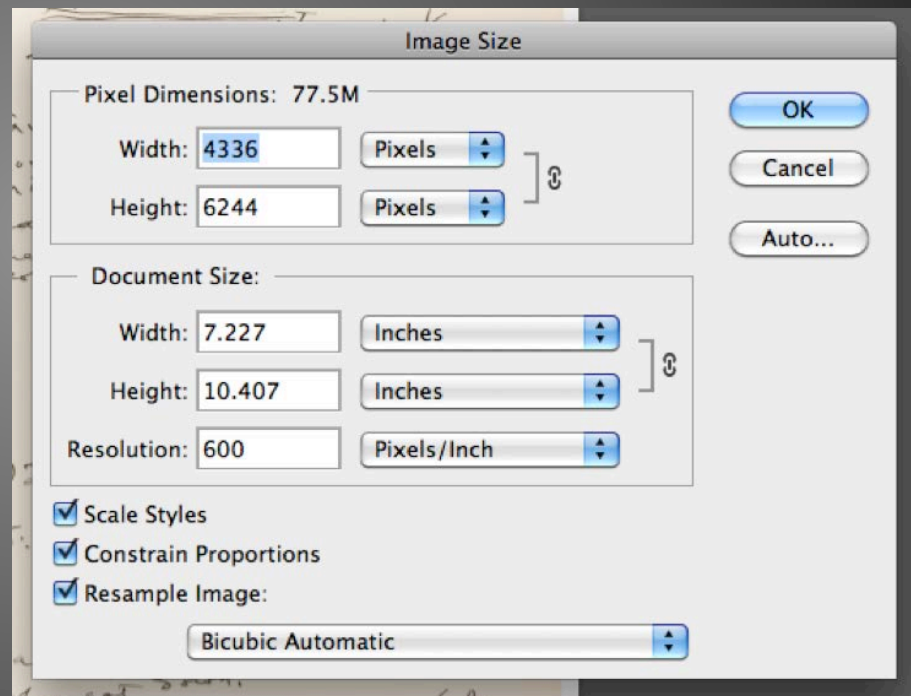 Image Size
Pixel Dimensions: 77.5M
OK
Width: 4336 Pixels
Cancel
Height: 6244 Pixels
Auto...
Document Size:
Width: 7.227 Inches
Height: 10.407 Inches
Resolution: 600 Pixels/Inch
Scale Styles
Constrain Proportions
Resample Image:
Bicubic Automatic